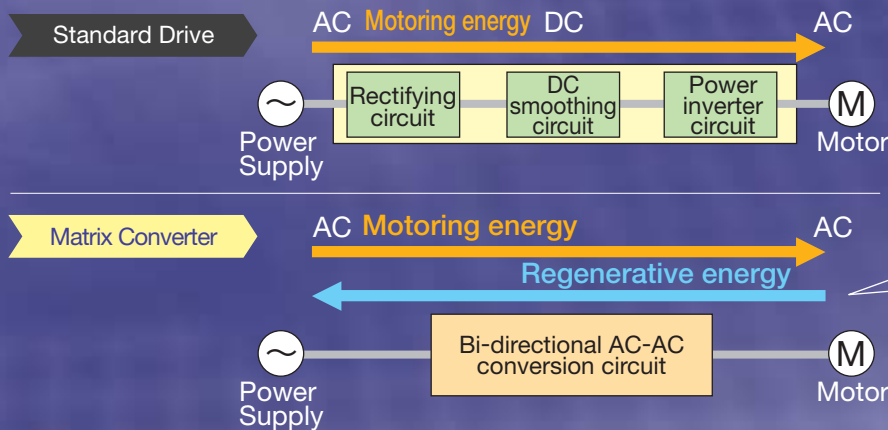 Standard Drive
AC Motoring energy DC AC
Rectifying
circuit
DC
smoothing
circuit
Power
inverter
circuit
~
Power
Supply
M
Motor
Matrix Converter
AC Motoring energy AC
Regenerative energy
Bi-directional AC-AC
conversion circuit
~
Power
Supply
M
Motor